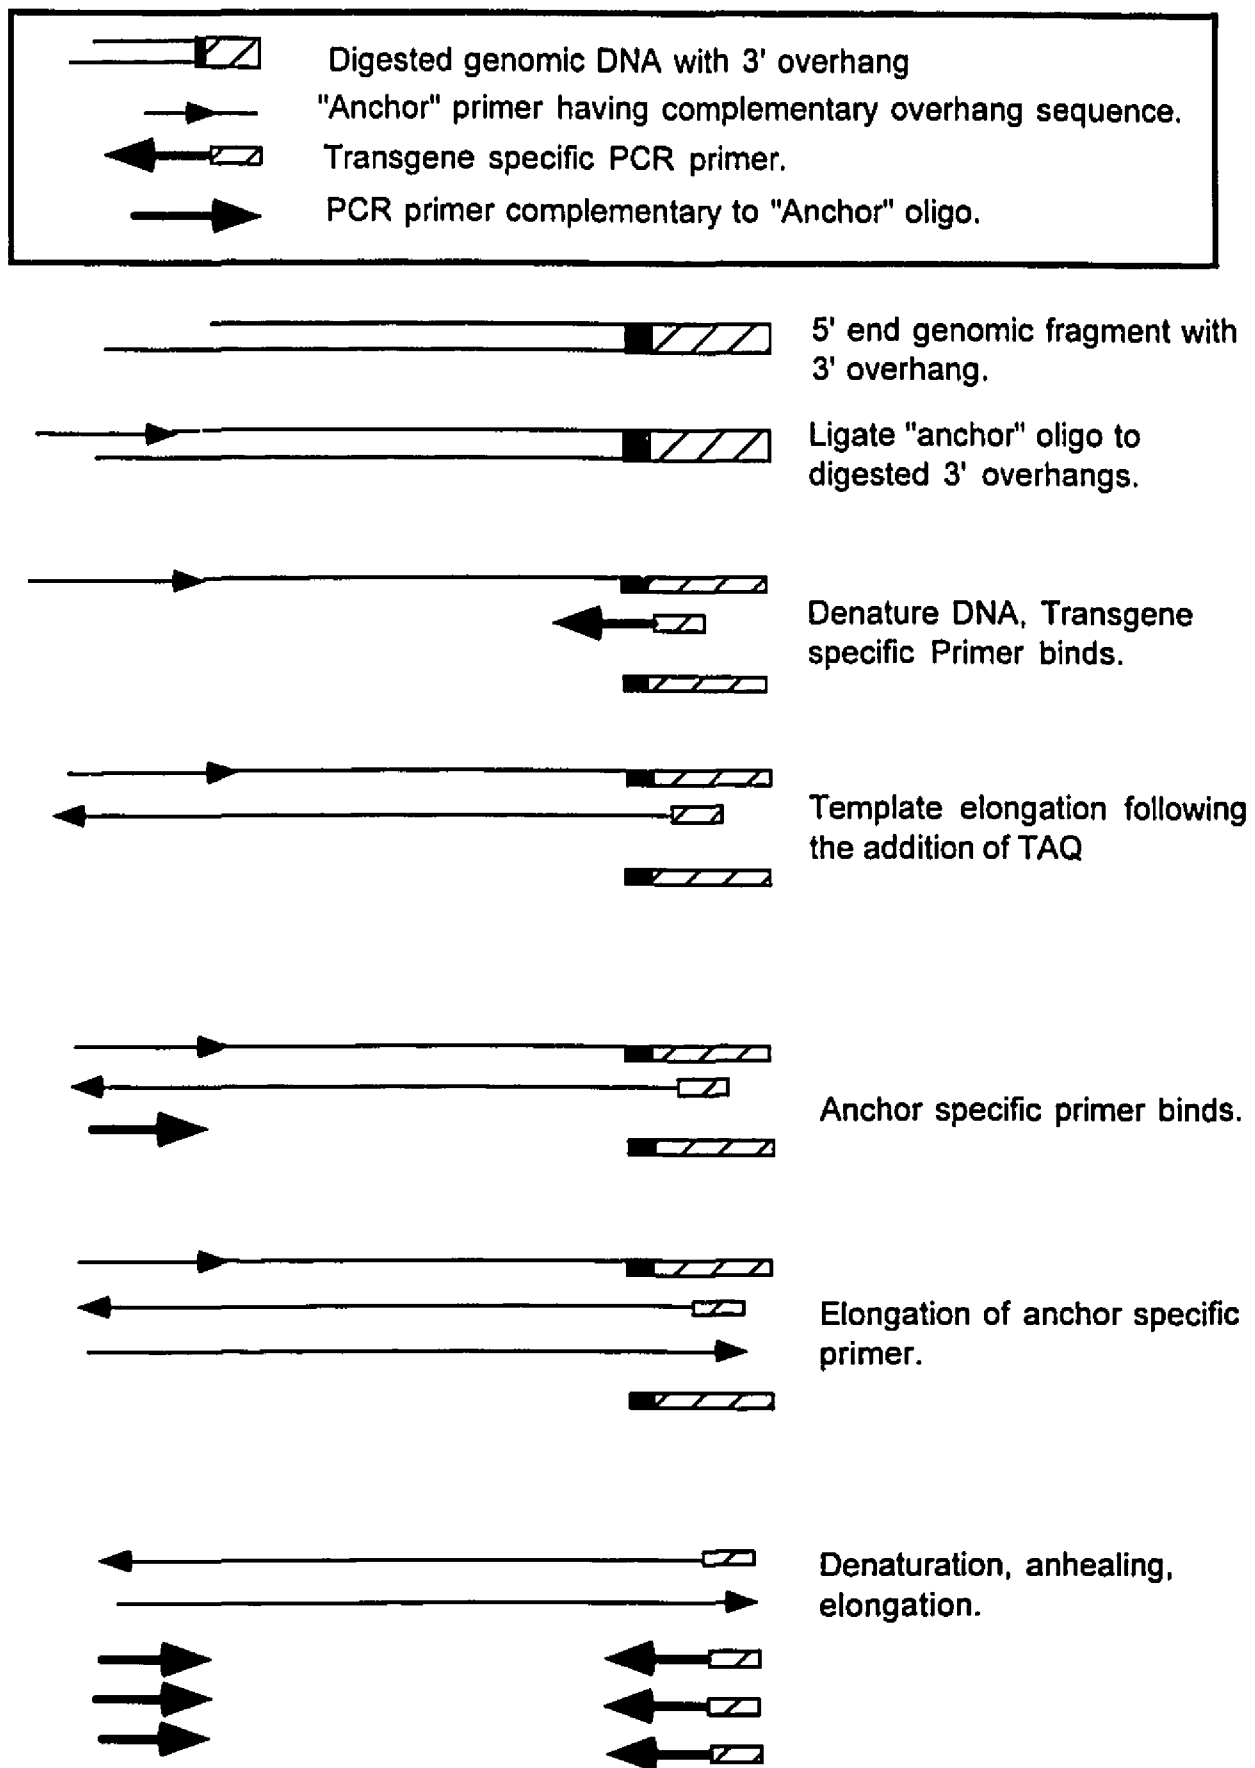 Digested genomic DNA with 3' overhang
"Anchor" primer having complementary overhang sequence.
Transgene specific PCR primer.
PCR primer complementary to "Anchor" oligo.
5' end genomic fragment with
3' overhang.
Ligate "anchor" oligo to
digested 3' overhangs.
Denature DNA, Transgene
specific Primer binds.
Template elongation following
the addition of TAQ
Anchor specific primer binds.
Elongation of anchor specific
primer.
Denaturation, anhealing,
elongation.